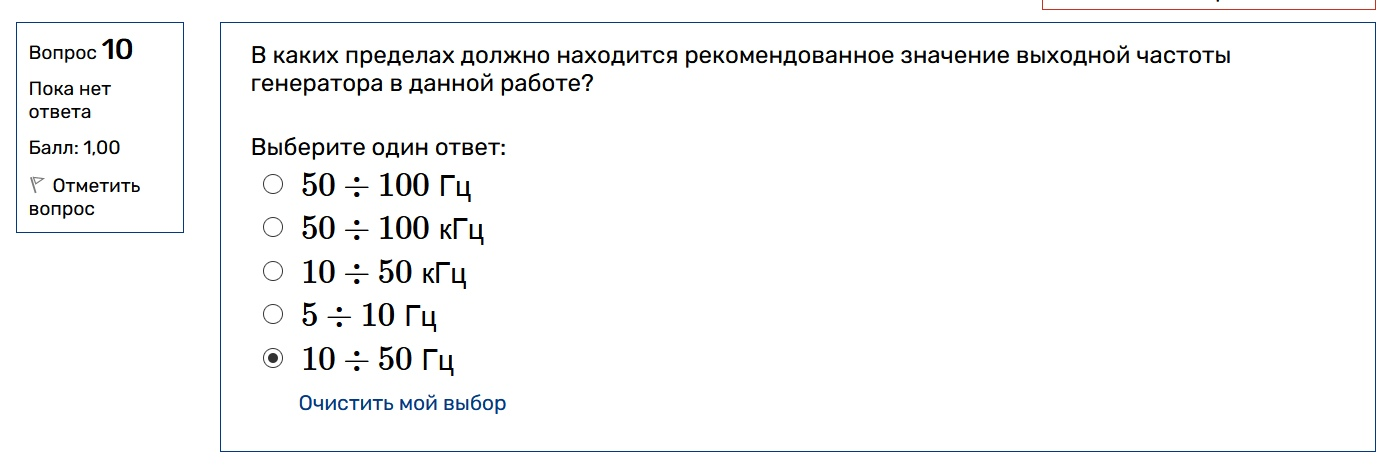 Вопрос 10
Пока нет
ответа
Балл: 1,00
Отметить
вопрос
В каких пределах должно находится рекомендованное значение выходной частоты
генератора в данной работе?
Выберите один ответ:
50 ÷ 100 Гц
50 ÷ 100 кГц
10 ÷ 50 кГц
5 ÷ 10 Гц
10 ÷ 50 Гц
Очистить мой выбор